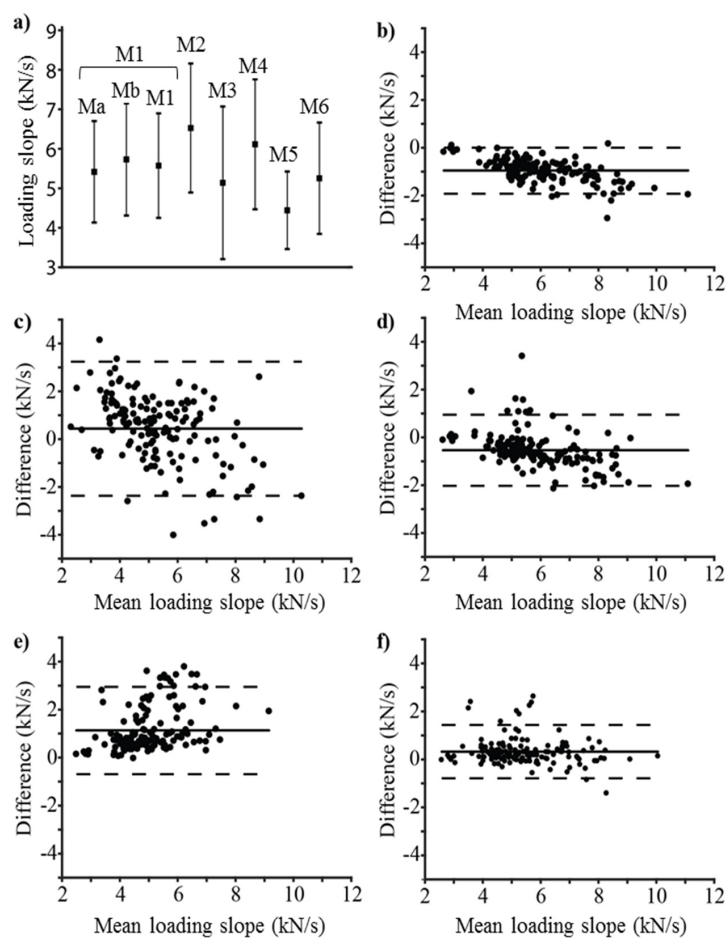 a)
9
8
7
6
5
4
3
Loading slope (kN/s)
M1
Ma
Mb
M1
M2
M3
M4
M5
M6
b)
4
2
0
-2
-4
Difference (kN/s)
2 4 6 8 10 12
Mean loading slope (kN/s)
c)
4
2
0
-2
-4
Difference (kN/s)
2 4 6 8 10 12
Mean loading slope (kN/s)
d)
4
2
0
-2
-4
Difference (kN/s)
2 4 6 8 10 12
Mean loading slope (kN/s)
e)
4
2
0
-2
-4
Difference (kN/s)
2 4 6 8 10 12
Mean loading slope (kN/s)
f)
4
2
0
-2
-4
Difference (kN/s)
2 4 6 8 10 12
Mean loading slope (kN/s)